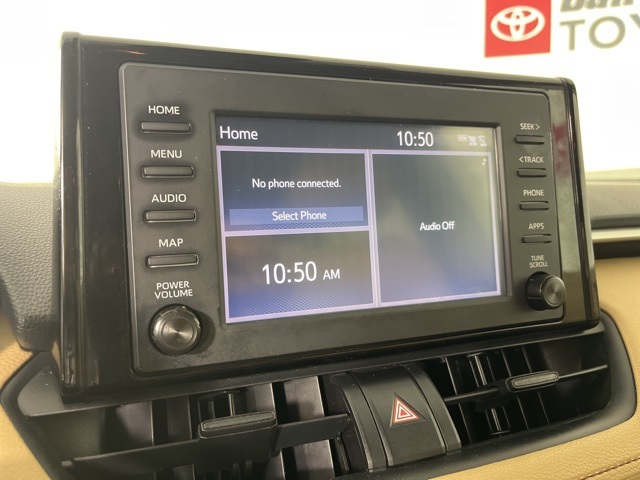 TOY
HOME
MENU
AUDIO
MAP
POWER
VOLUME
Home 10:50
No phone connected.
Select Phone
10:50 AM
Audio Off
SEEK >
< TRACK
PHONE
APPS
TUNE
SCROLL